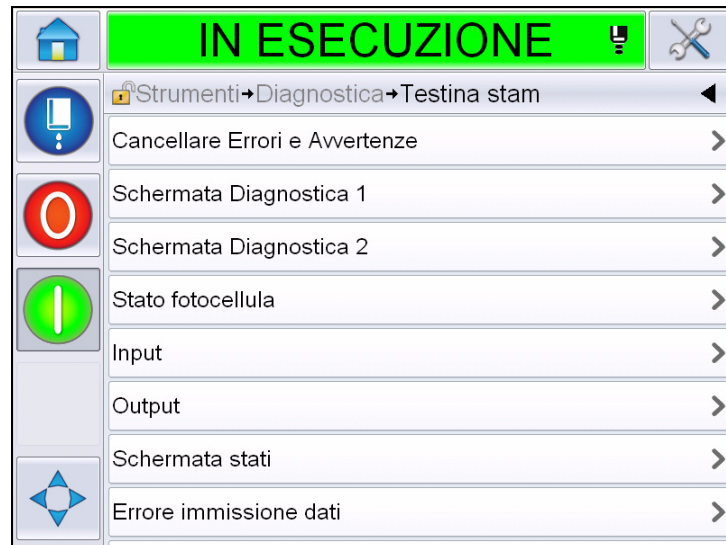 IN ESECUZIONE
Strumenti→Diagnostica→Testina stam
Cancellare Errori e Avvertenze
Schermata Diagnostica 1
Schermata Diagnostica 2
Stato fotocellula
Input
Output
Schermata stati
Errore immissione dati